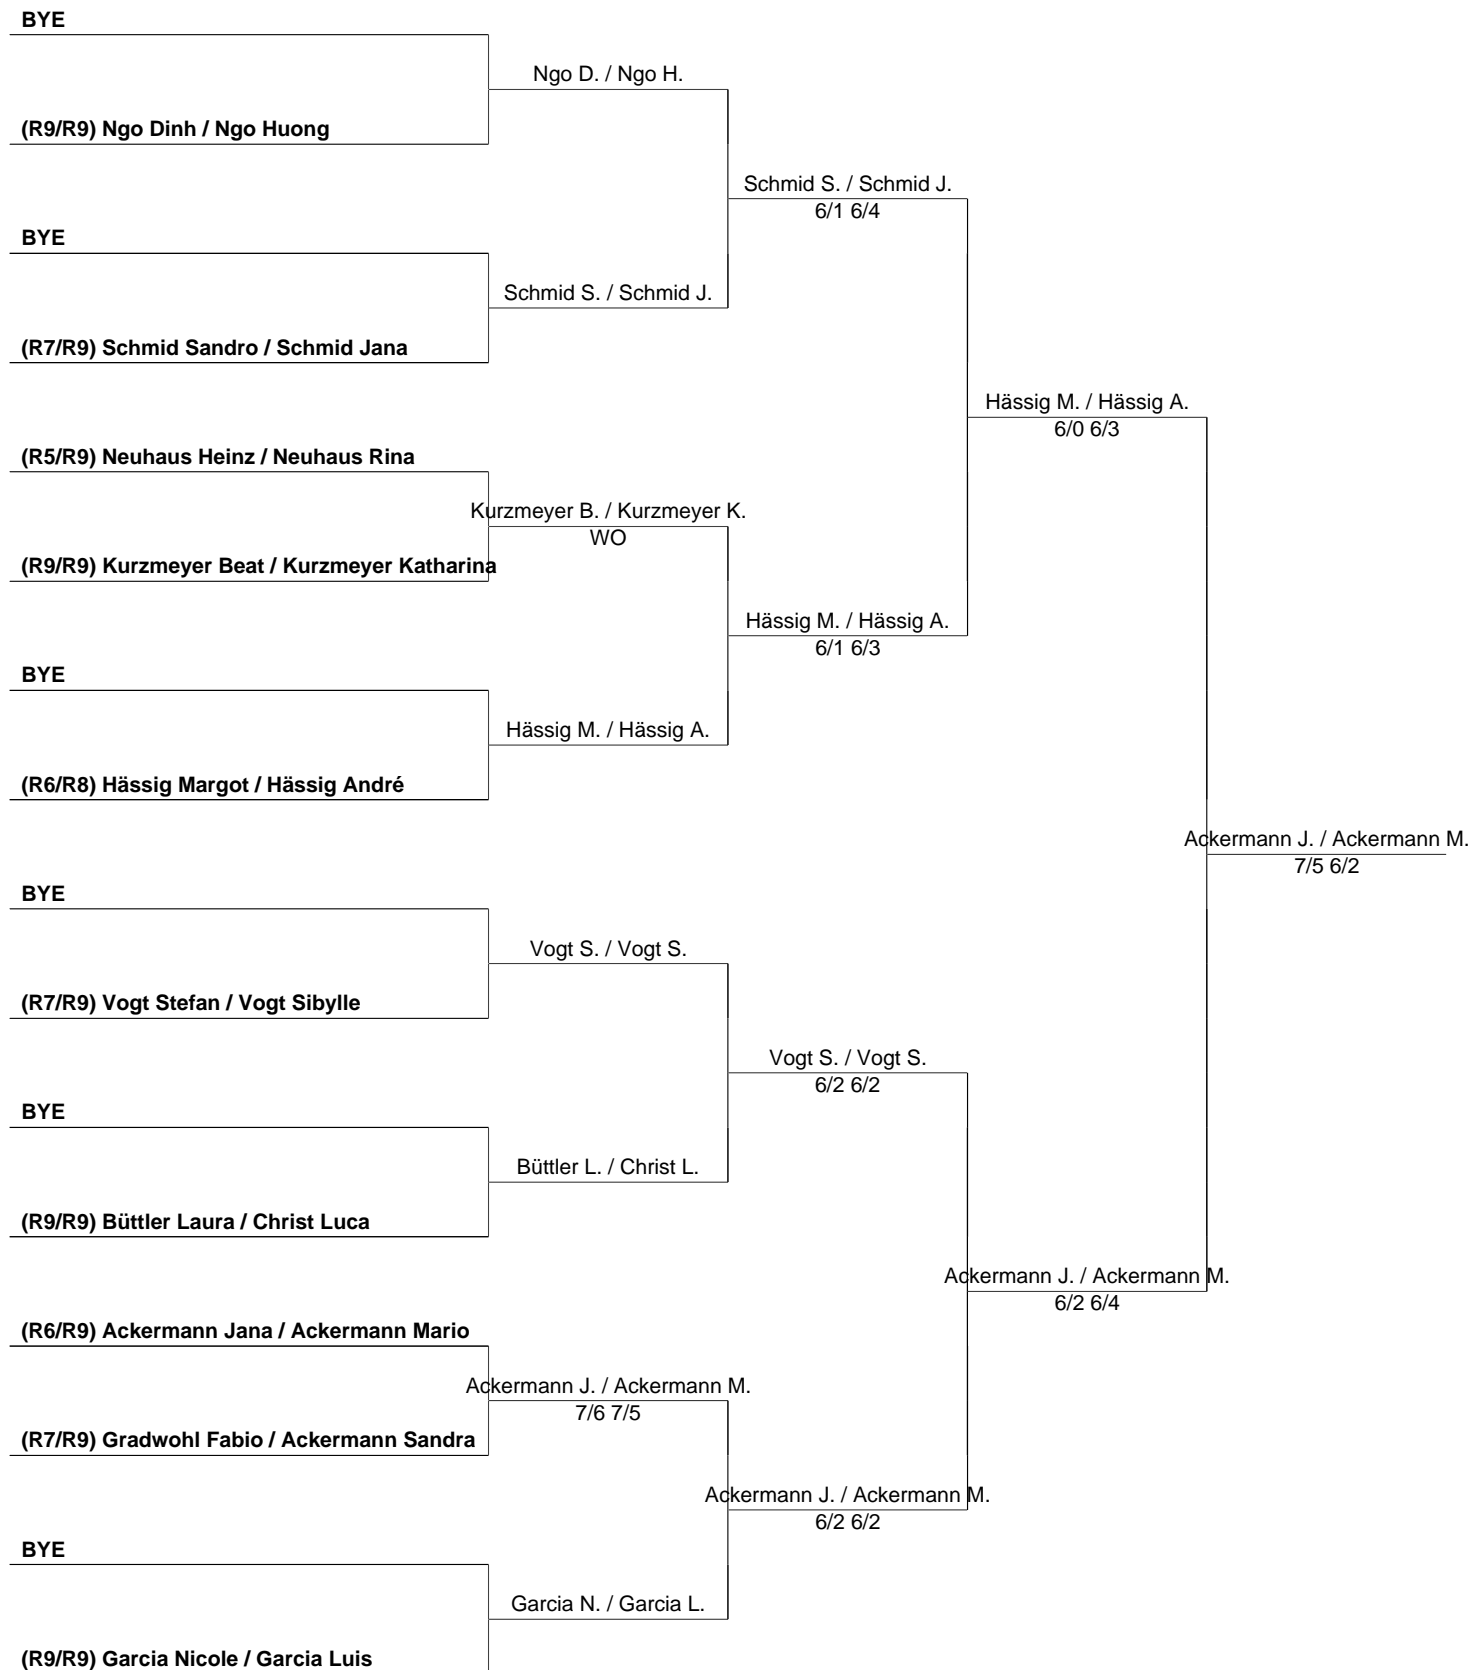 BYE
Ngo D. / Ngo H.
(R9/R9) Ngo Dinh / Ngo Huong
Schmid S. / Schmid J.
6/1 6/4
BYE
Schmid S. / Schmid J.
(R7/R9) Schmid Sandro / Schmid Jana
Hässig M. / Hässig A.
6/0 6/3
(R5/R9) Neuhaus Heinz / Neuhaus Rina
Kurzmeyer B. / Kurzmeyer K.
WO
(R9/R9) Kurzmeyer Beat / Kurzmeyer Katharina
Hässig M. / Hässig A.
6/1 6/3
BYE
Hässig M. / Hässig A.
(R6/R8) Hässig Margot / Hässig André
Ackermann J. / Ackermann M.
7/5 6/2
BYE
Vogt S. / Vogt S.
(R7/R9) Vogt Stefan / Vogt Sibylle
Vogt S. / Vogt S.
6/2 6/2
BYE
Büttler L. / Christ L.
(R9/R9) Büttler Laura / Christ Luca
Ackermann J. / Ackermann M.
6/2 6/4
(R6/R9) Ackermann Jana / Ackermann Mario
Ackermann J. / Ackermann M.
7/6 7/5
(R7/R9) Gradwohl Fabio / Ackermann Sandra
Ackermann J. / Ackermann M.
6/2 6/2
BYE
Garcia N. / Garcia L.
(R9/R9) Garcia Nicole / Garcia Luis